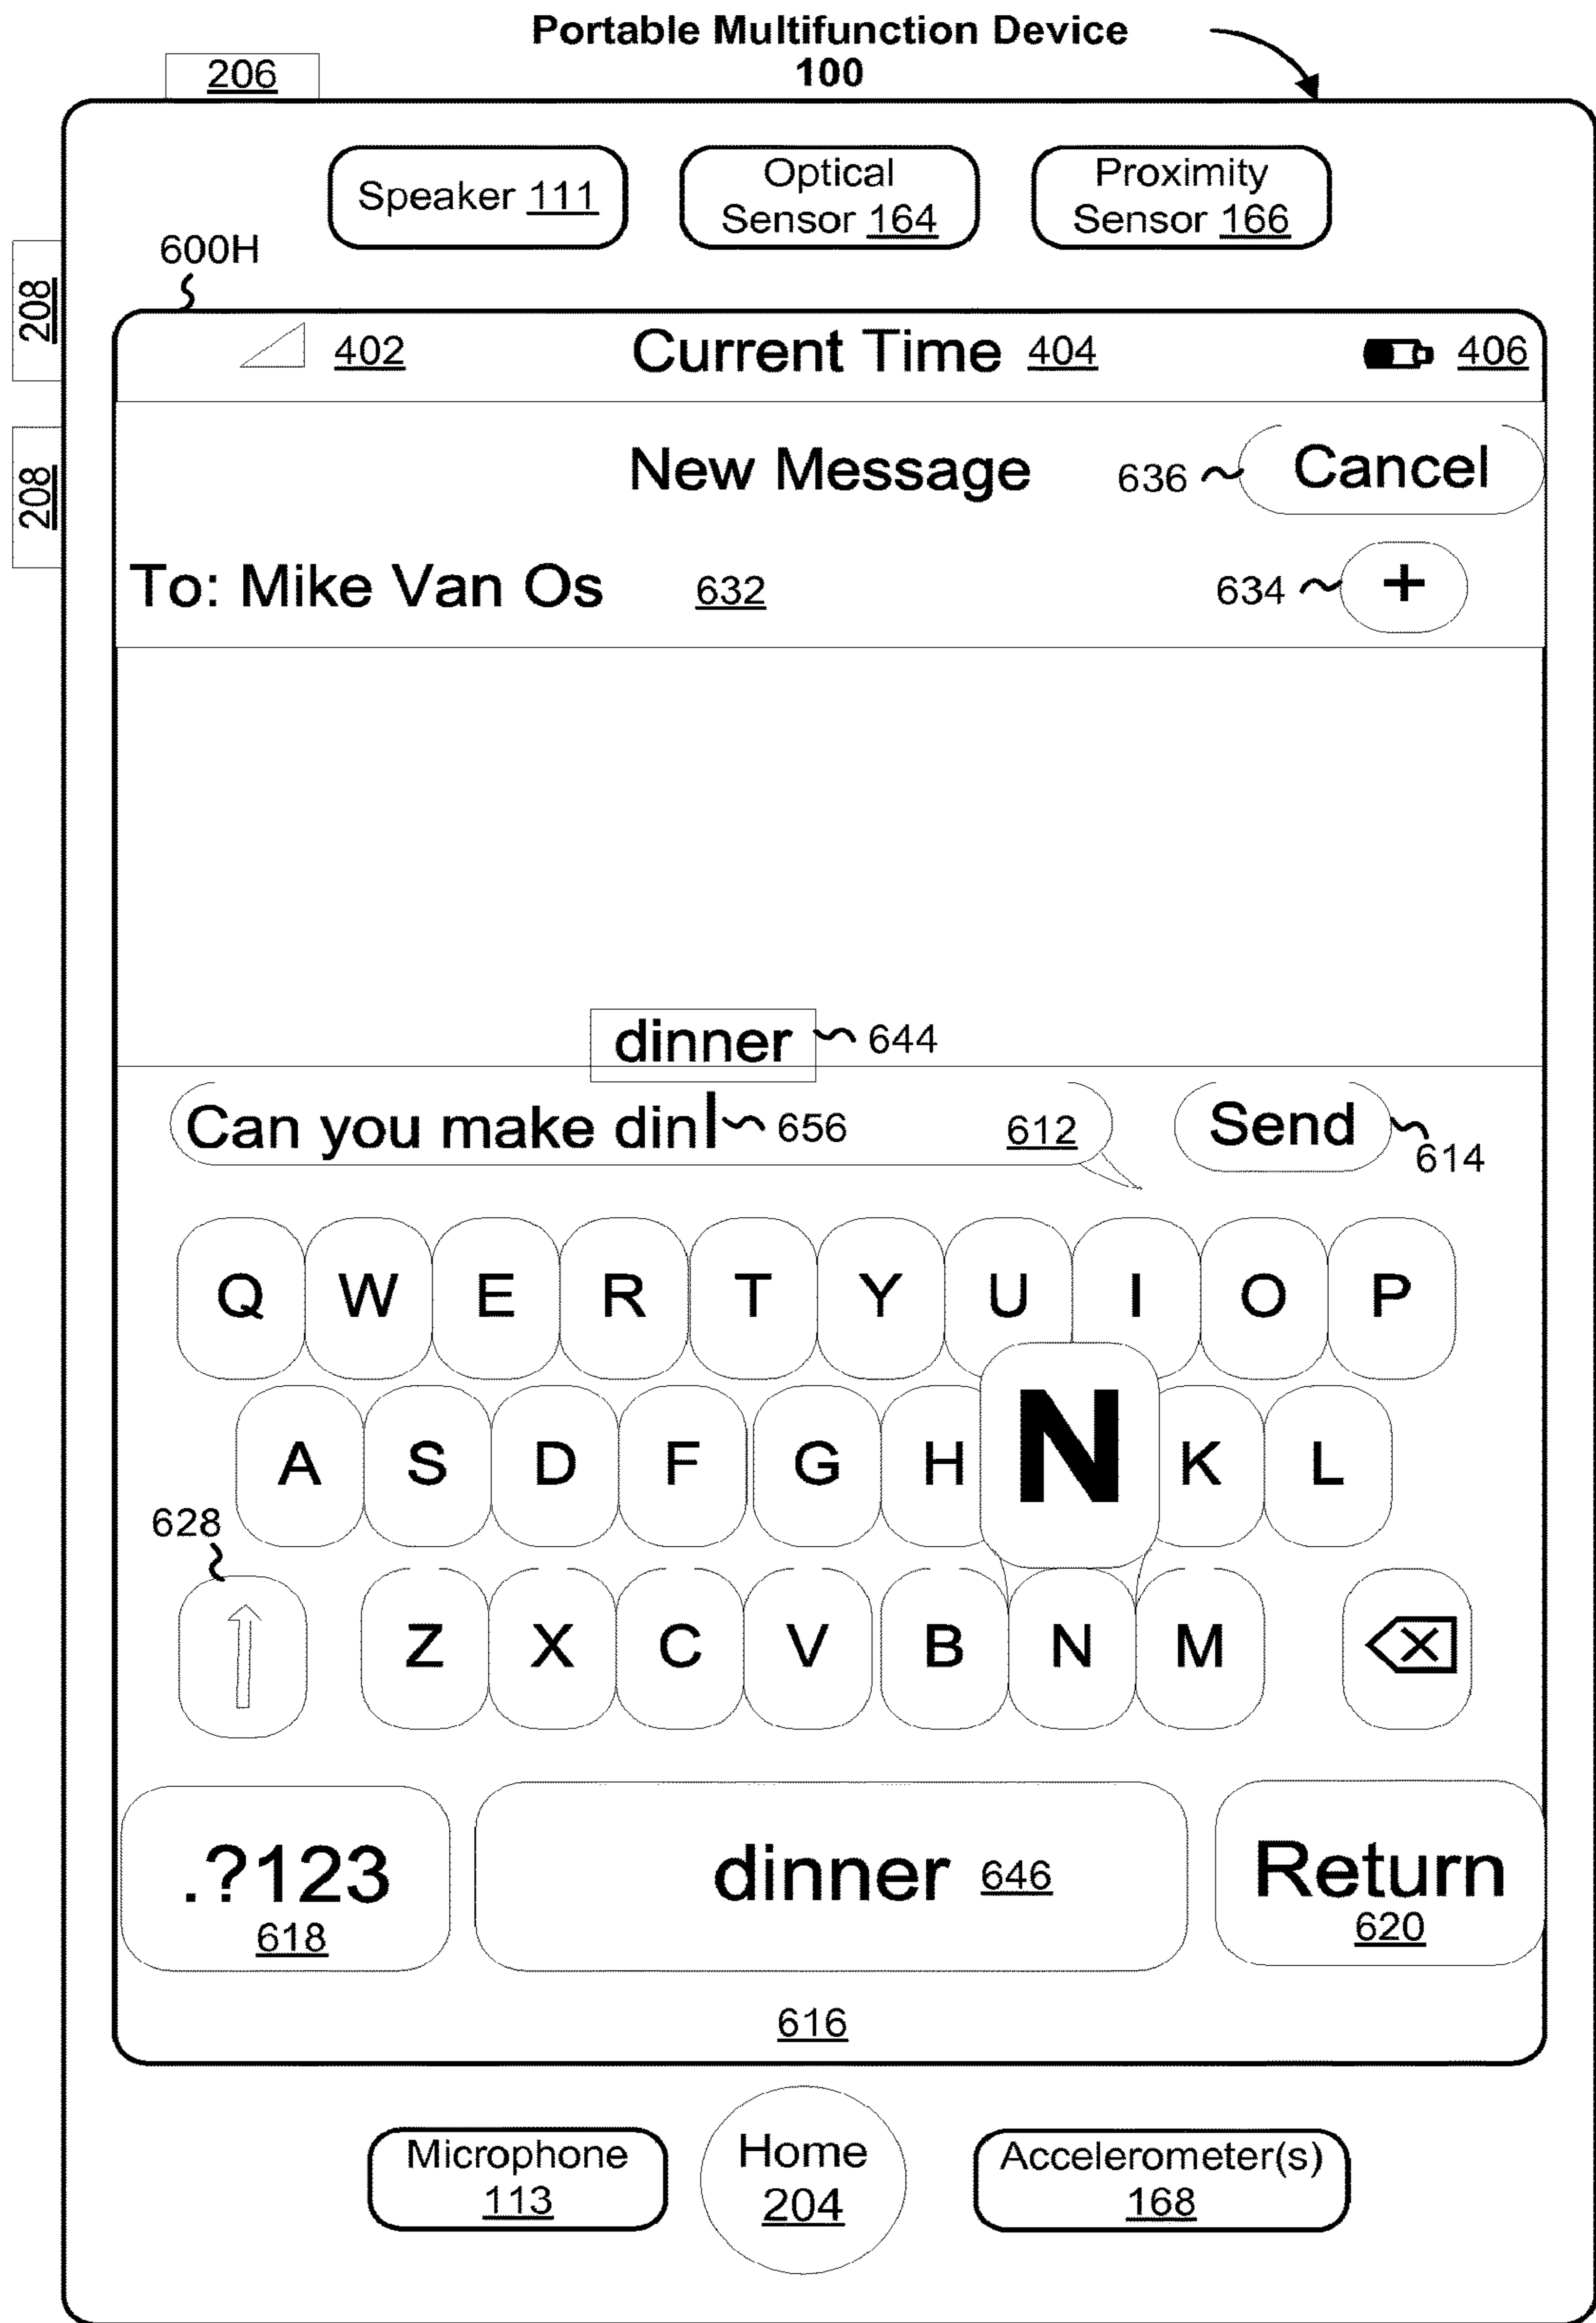 Portable Multifunction Device
100
206
Speaker 111
Optical
Sensor 164
Proximity
Sensor 166
600H
208
208
402 Current Time 404 406
New Message 636 Cancel
To: Mike Van Os 632 634 +
dinner 644
Can you make din 656 612 Send 614
Q W E R T Y U I O P
A S D F G H N K L
628
Z X C V B N M
.?123
618
dinner 646
Return
620
616
Microphone
113
Home
204
Accelerometer(s)
168